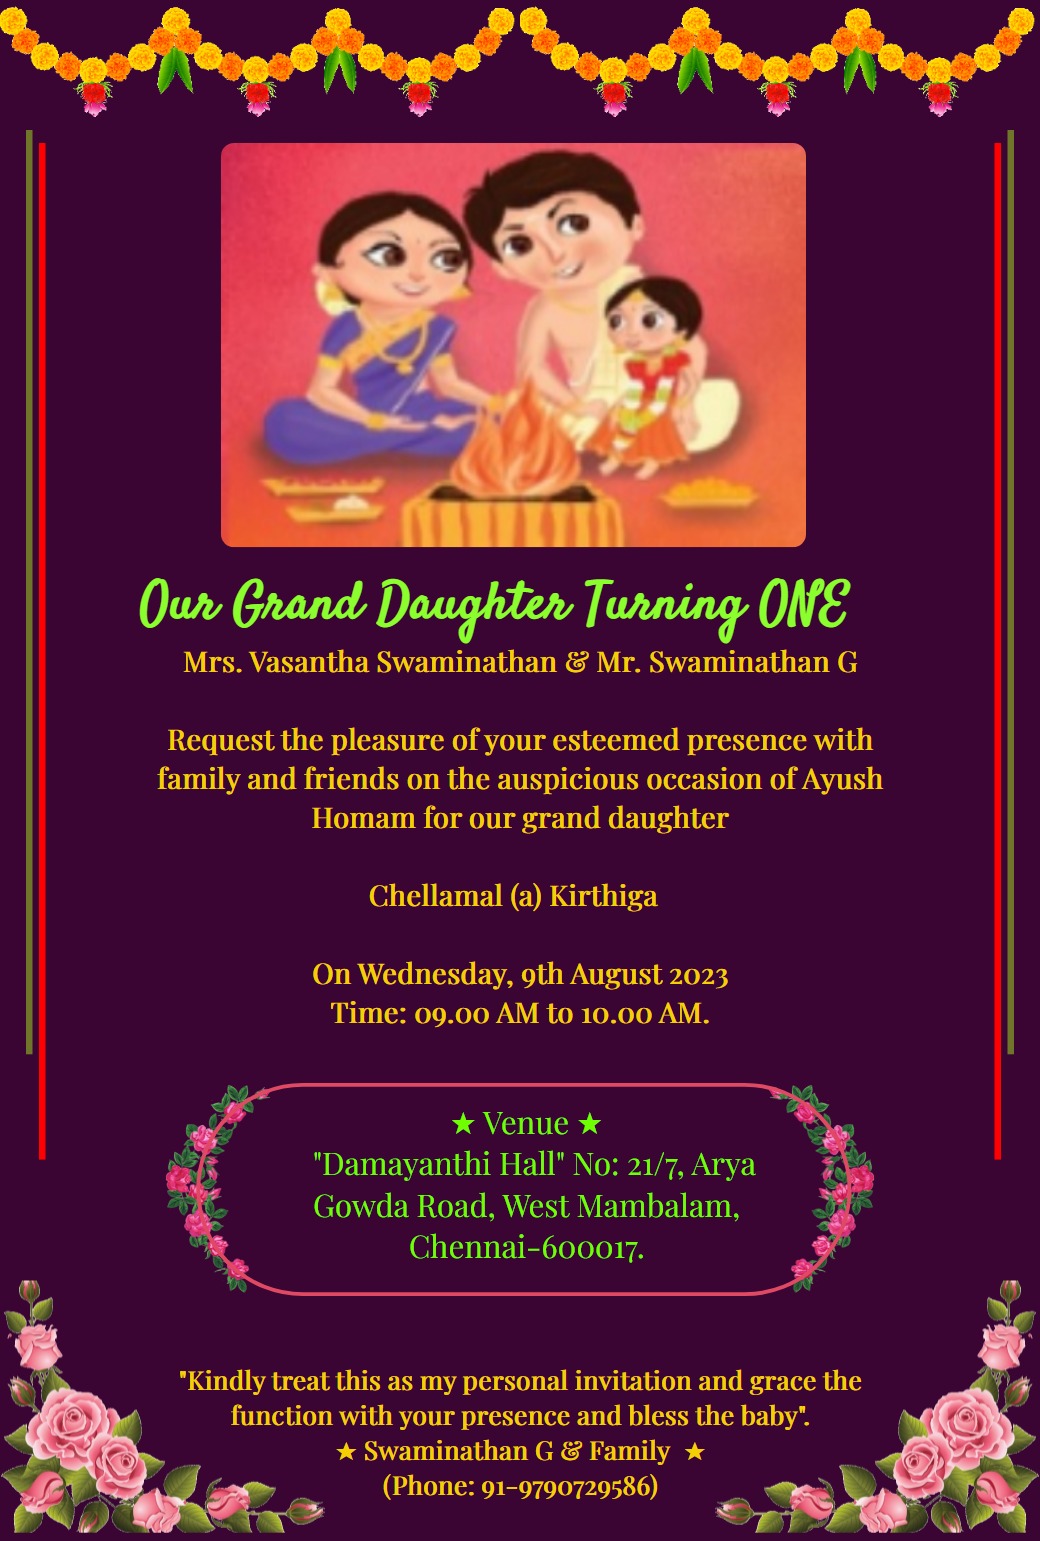 Our Grand Daughter Turning ONE
Mrs. Vasantha Swaminathan & Mr. Swaminathan G
Request the pleasure of your esteemed presence with
family and friends on the auspicious occasion of Ayush
Homam for our grand daughter
Chellamal (a) Kirthiga
On Wednesday, 9th August 2023
Time: 09.00 AM to 10.00 AM.
★ Venue ★
"Damayanthi Hall" No: 21/7, Arya
Gowda Road, West Mambalam,
Chennai-600017.
"Kindly treat this as my personal invitation and grace the
function with your presence and bless the baby".
★ Swaminathan G & Family ★
(Phone: 91-9790729586)